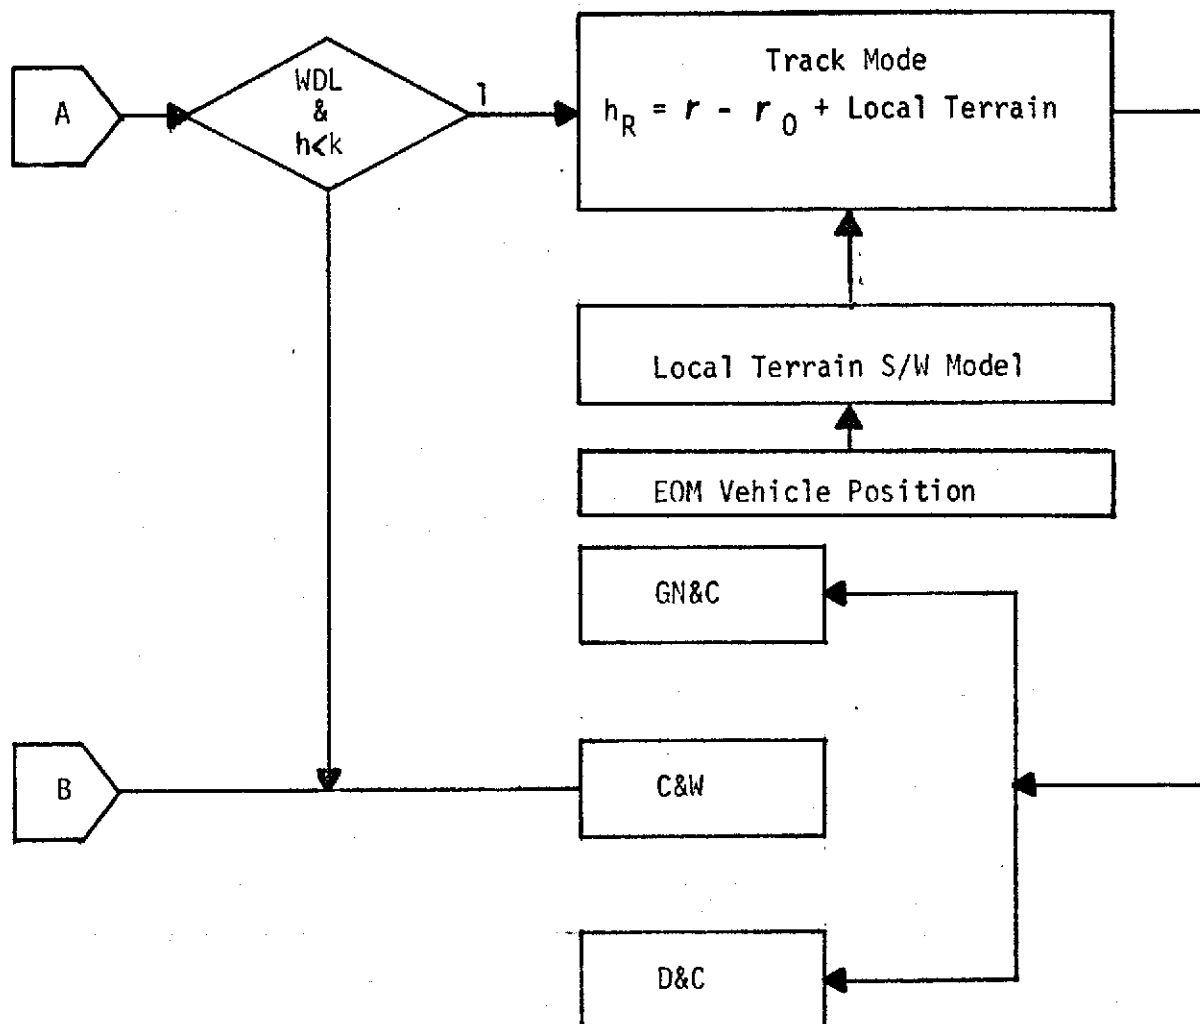 A
WDL
&
h<k
1
Track Mode
h_R = r - r_0 + Local Terrain
Local Terrain S/W Model
EOM Vehicle Position
GN&C
B
C&W
D&C